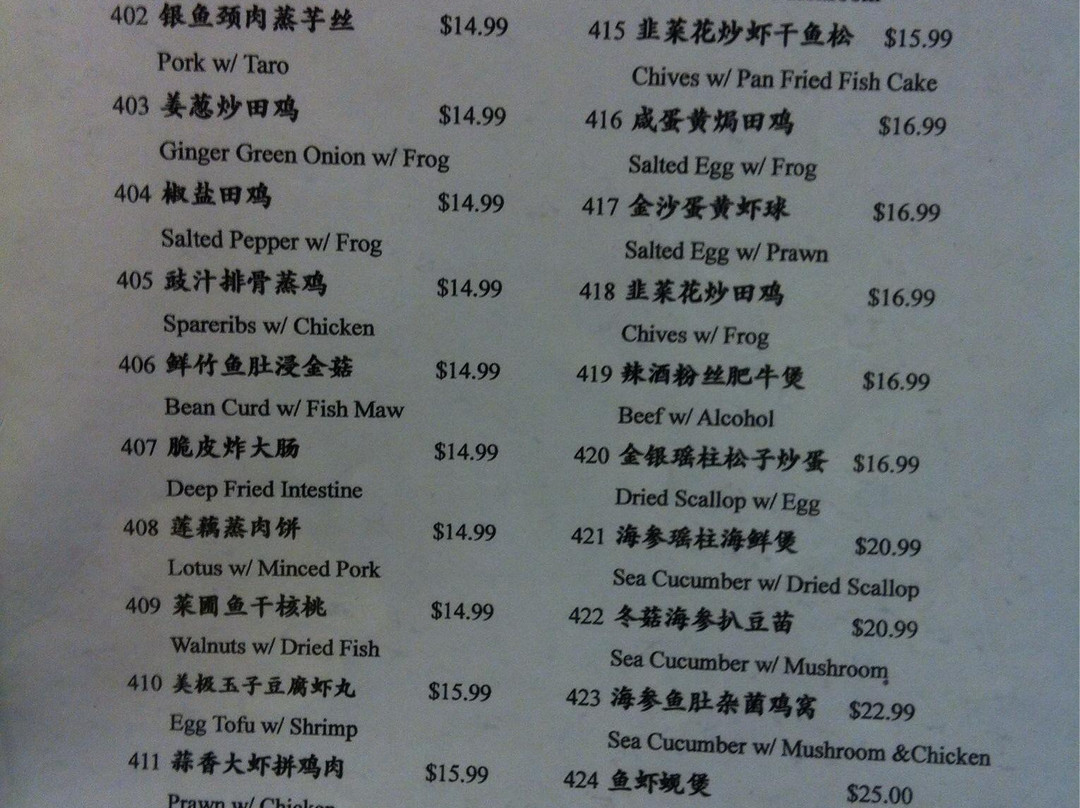 402 银鱼颈肉蒸芋丝 $14.99
Pork w/ Taro
403 姜葱炒田鸡 $14.99
Ginger Green Onion w/ Frog
404 椒盐田鸡 $14.99
Salted Pepper w/ Frog
405 豉汁排骨蒸鸡 $14.99
Spareribs w/ Chicken
406 鲜竹鱼肚浸金菇 $14.99
Bean Curd w/ Fish Maw
407 脆皮炸大肠 $14.99
Deep Fried Intestine
408 莲藕蒸肉饼 $14.99
Lotus w/ Minced Pork
409 菜圃鱼干核桃 $14.99
Walnuts w/ Dried Fish
410 美极玉子豆腐虾丸 $15.99
Egg Tofu w/ Shrimp
411 蒜香大虾拼鸡肉 $15.99
Prawn w/ Chicken
415 韭菜花炒虾干鱼松 $15.99
Chives w/ Pan Fried Fish Cake
416 咸蛋黄焗田鸡 $16.99
Salted Egg w/ Frog
417 金沙蛋黄虾球 $16.99
Salted Egg w/ Prawn
418 韭菜花炒田鸡 $16.99
Chives w/ Frog
419 辣酒粉丝肥牛煲 $16.99
Beef w/ Alcohol
420 金银瑶柱松子炒蛋 $16.99
Dried Scallop w/ Egg
421 海参瑶柱海鲜煲 $20.99
Sea Cucumber w/ Dried Scallop
422 冬菇海参扒豆苗 $20.99
Sea Cucumber w/ Mushroom
423 海参鱼肚杂菌鸡窝 $22.99
Sea Cucumber w/ Mushroom &Chicken
424 鱼虾蚬煲 $25.00